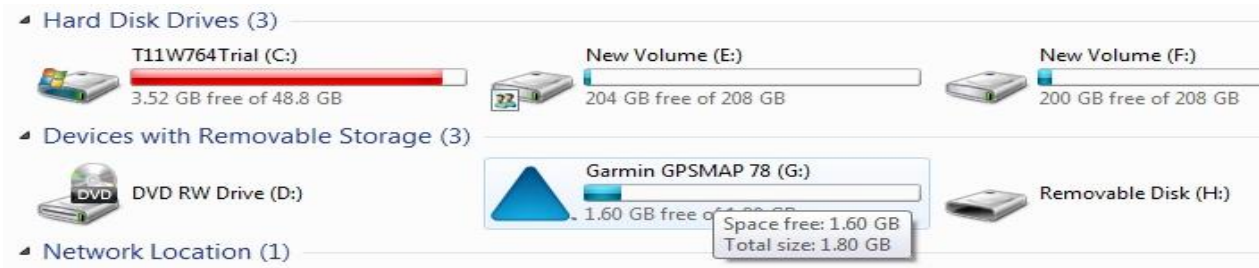 Hard Disk Drives (3)
T11W764Trial (C:)
3.52 GB free of 48.8 GB
New Volume (E:)
204 GB free of 208 GB
New Volume (F:)
200 GB free of 208 GB
Devices with Removable Storage (3)
DVD
DVD RW Drive (D:)
Garmin GPSMAP 78 (G:)
1.60 GB free of
Space free: 1.60 GB
Total size: 1.80 GB
Removable Disk (H:)
Network Location (1)